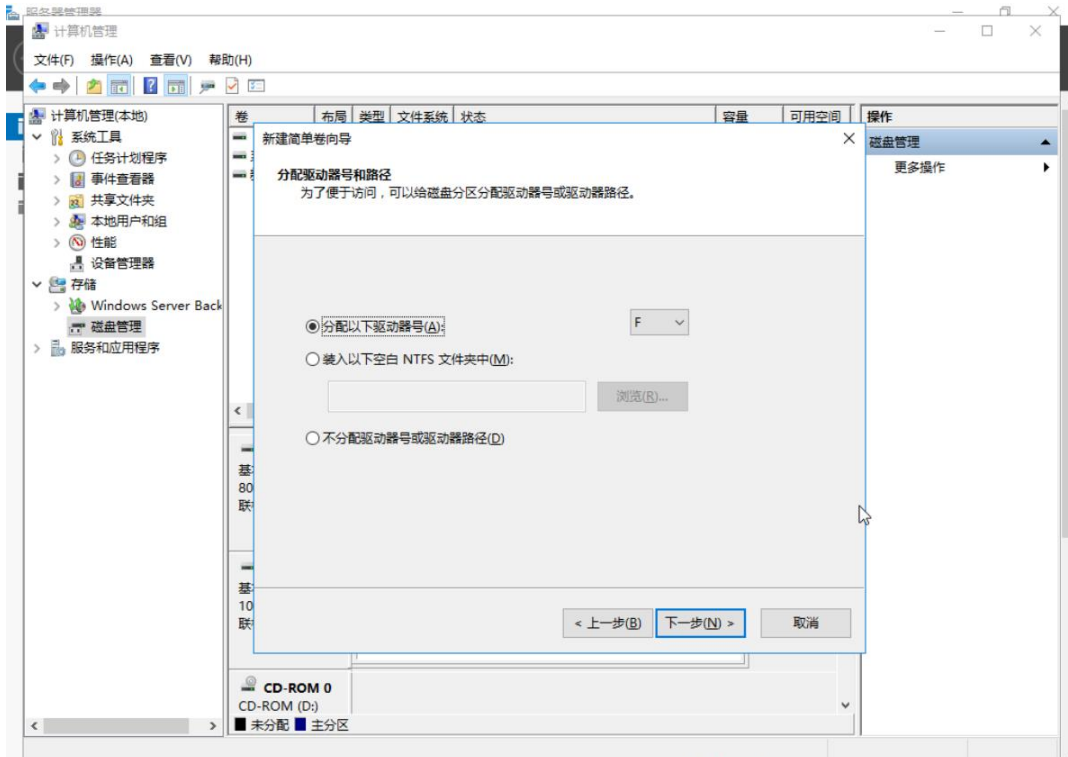 服务器管理器
计算机管理
文件(F) 操作(A) 查看(V) 帮助(H)
计算机管理(本地)
系统工具
任务计划程序
事件查看器
共享文件夹
本地用户和组
性能
设备管理器
存储
Windows Server Back
磁盘管理
服务和应用程序
卷 布局 类型 文件系统 状态 容量 可用空间
新建简单卷向导
分配驱动器号和路径
为了便于访问，可以给磁盘分区分配驱动器号或驱动器路径。
分配以下驱动器号(A): F
装入以下空白 NTFS 文件夹中(M):
浏览(R)...
不分配驱动器号或驱动器路径(D)
< 上一步(B) 下一步(N) > 取消
基
80
联
基
10
联
CD-ROM 0
CD-ROM (D:)
未分配 主分区
操作
磁盘管理
更多操作